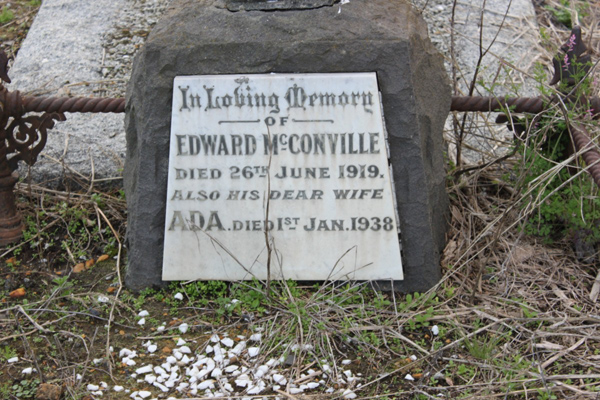 In Loving Memory
OF
EDWARD McCONVILLE
DIED 26TH JUNE 1919.
ALSO HIS DEAR WIFE
ADA. DIED 1ST JAN. 1938